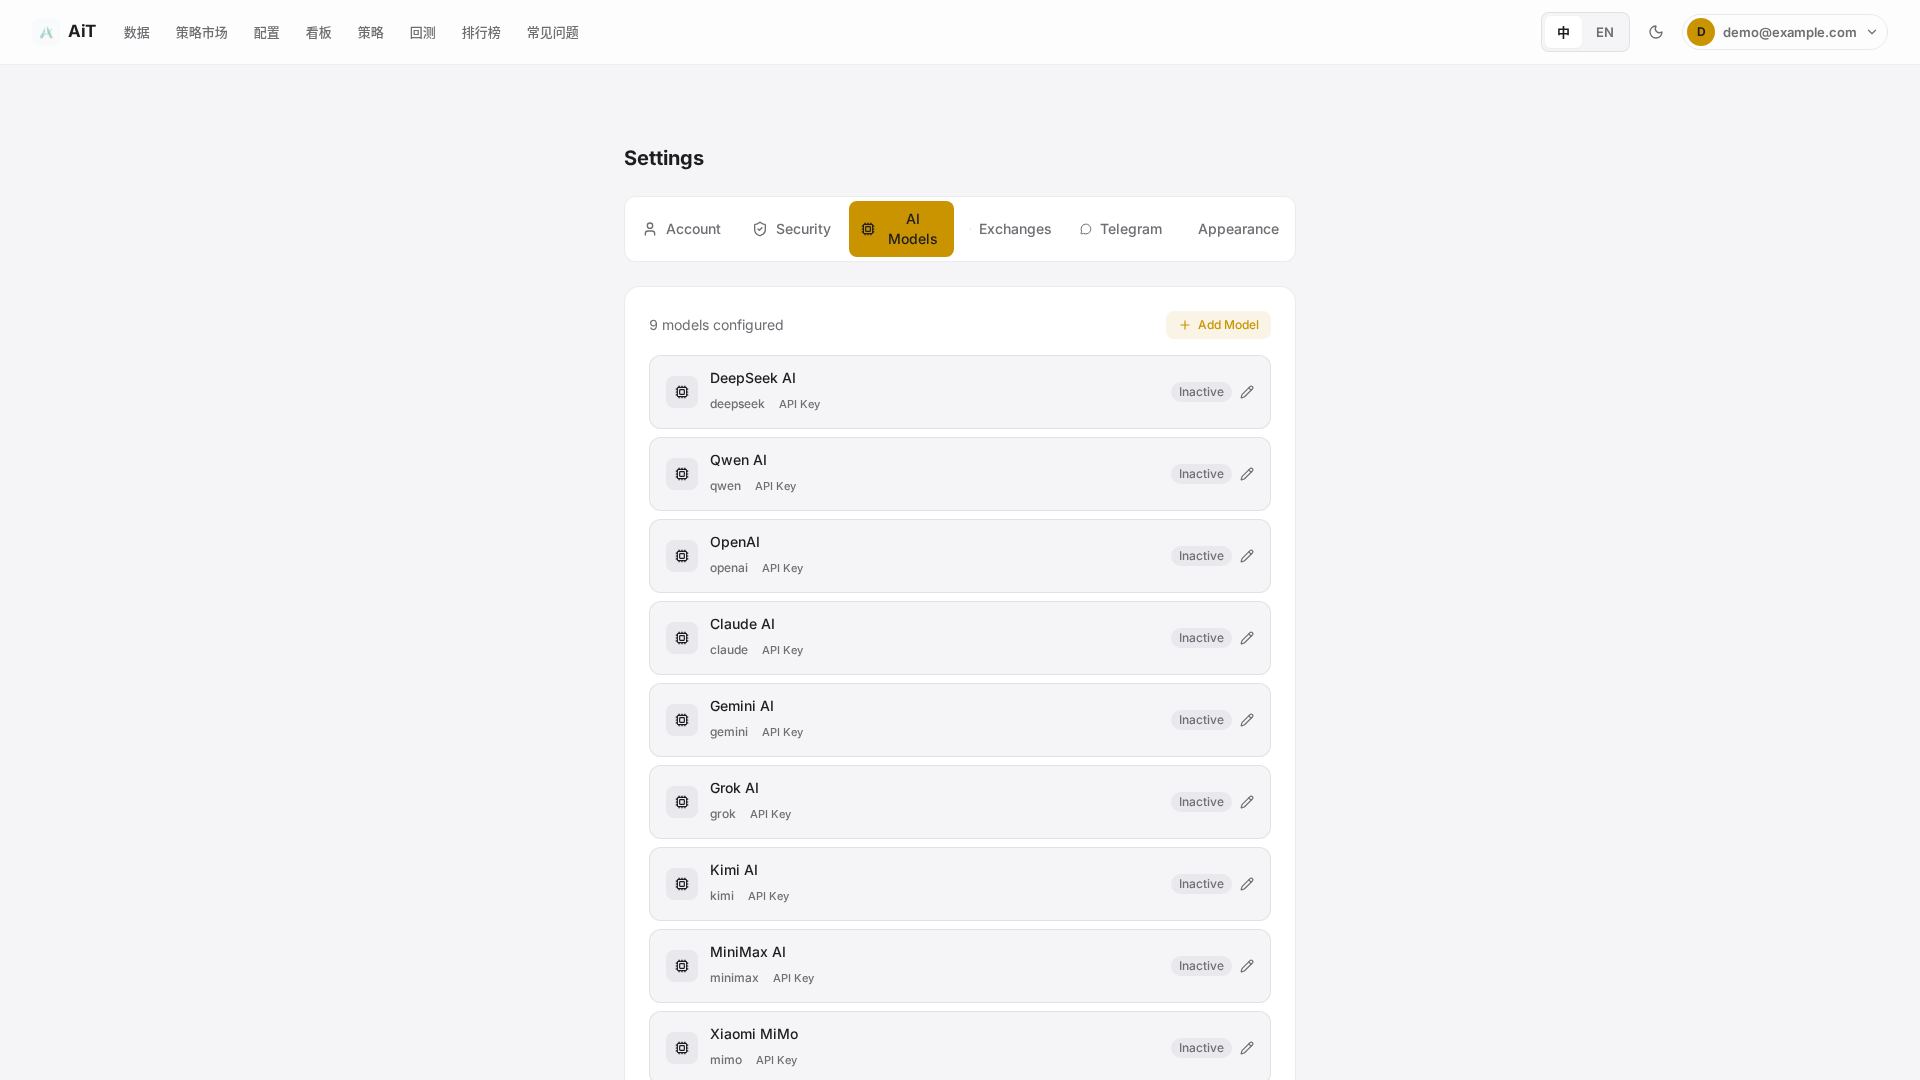 AiT 数据 策略市场 配置 看板 策略 回测 排行榜 常见问题 中 EN D demo@example.com
Settings
Account Security AI Models Exchanges Telegram Appearance
9 models configured Add Model
DeepSeek AI
deepseek API Key Inactive
Qwen AI
qwen API Key Inactive
OpenAI
openai API Key Inactive
Claude AI
claude API Key Inactive
Gemini AI
gemini API Key Inactive
Grok AI
grok API Key Inactive
Kimi AI
kimi API Key Inactive
MiniMax AI
minimax API Key Inactive
Xiaomi MiMo
mimo API Key Inactive